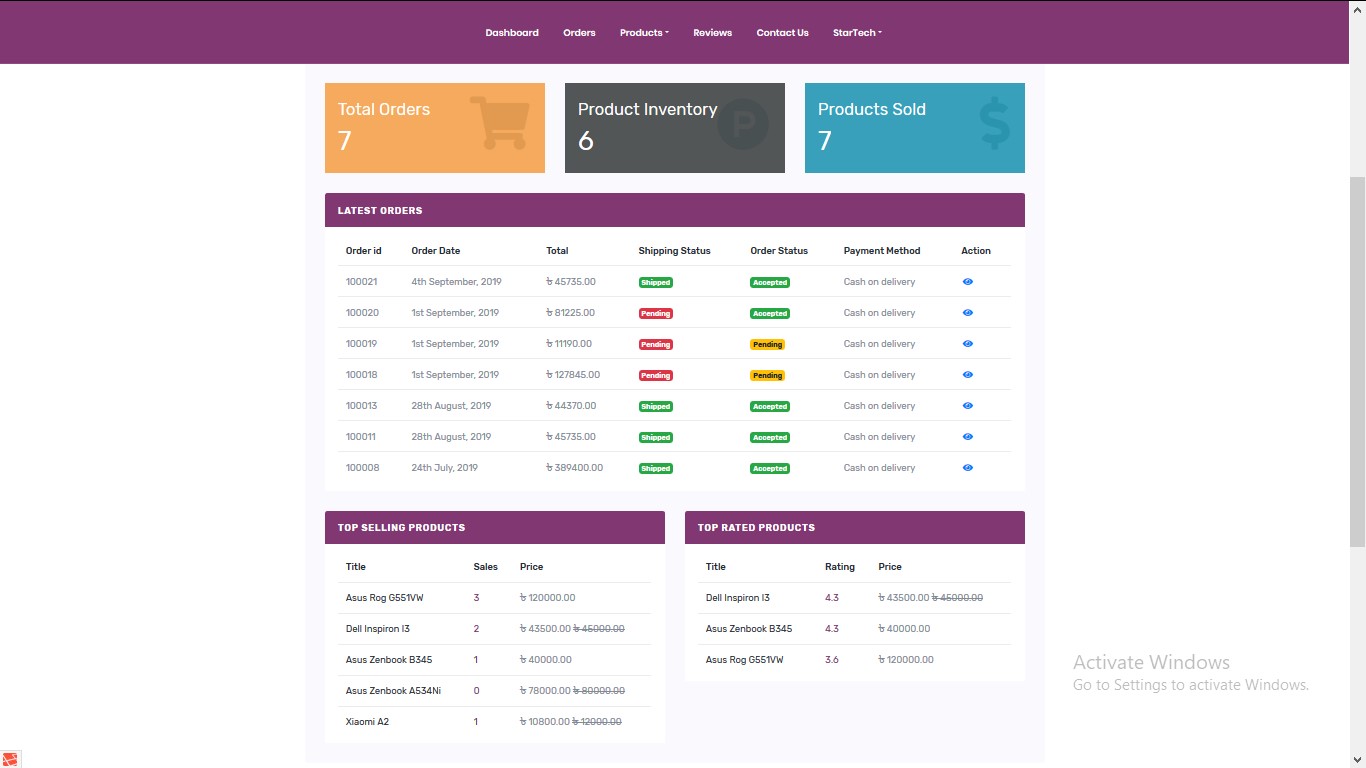 Dashboard Orders Products Reviews Contact Us StarTech
Total Orders
7
Product Inventory
6
Products Sold
7
LATEST ORDERS
Order id Order Date Total Shipping Status Order Status Payment Method Action
100021 4th September, 2019 ৳ 45735.00 Shipped Accepted Cash on delivery
100020 1st September, 2019 ৳ 81225.00 Pending Accepted Cash on delivery
100019 1st September, 2019 ৳ 11190.00 Pending Pending Cash on delivery
100018 1st September, 2019 ৳ 127845.00 Pending Pending Cash on delivery
100013 28th August, 2019 ৳ 44370.00 Shipped Accepted Cash on delivery
100011 28th August, 2019 ৳ 45735.00 Shipped Accepted Cash on delivery
100008 24th July, 2019 ৳ 389400.00 Shipped Accepted Cash on delivery
TOP SELLING PRODUCTS
Title Sales Price
Asus Rog G551VW 3 ৳ 120000.00
Dell Inspiron I3 2 ৳ 43500.00 ৳ 45000.00
Asus Zenbook B345 1 ৳ 40000.00
Asus Zenbook A534Ni 0 ৳ 78000.00 ৳ 80000.00
Xiaomi A2 1 ৳ 10800.00 ৳ 12000.00
TOP RATED PRODUCTS
Title Rating Price
Dell Inspiron I3 4.3 ৳ 43500.00 ৳ 45000.00
Asus Zenbook B345 4.3 ৳ 40000.00
Asus Rog G551VW 3.6 ৳ 120000.00
Activate Windows
Go to Settings to activate Windows.